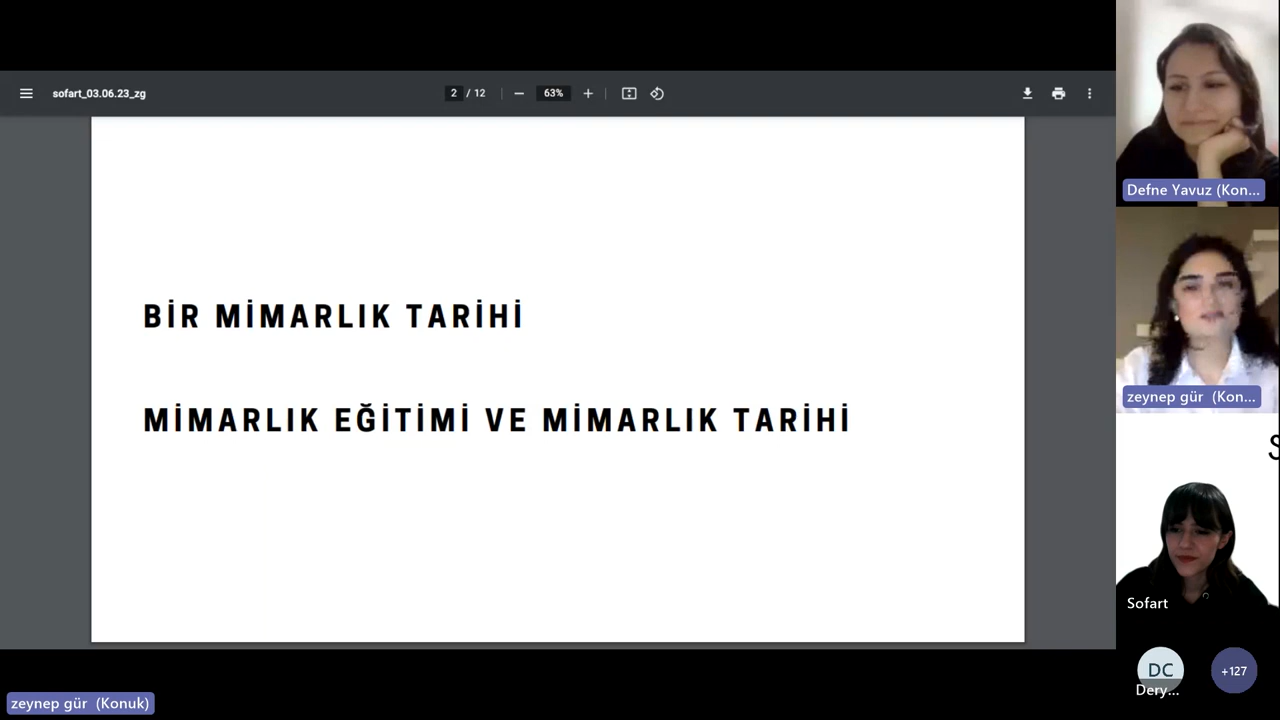 sofart_03.06.23_zg
2 / 12
63%
BİR MİMARLIK TARİHİ
MİMARLIK EĞİTİMİ VE MİMARLIK TARİHİ
Defne Yavuz (Kon...
zeynep gür (Kon...
S
Sofart
DC
Dery...
+127
zeynep gür (Konuk)